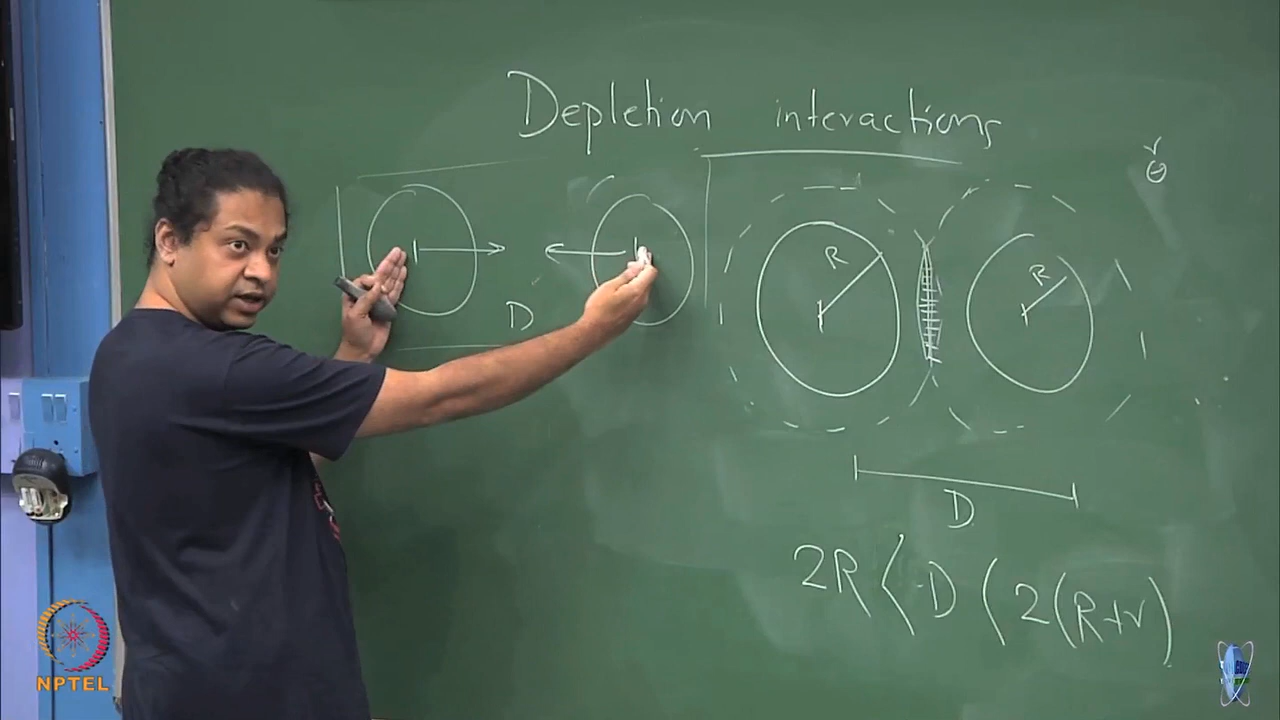 Depletion interactions
r
R
R
D
D
2R < D < 2(R+r)
NPTEL